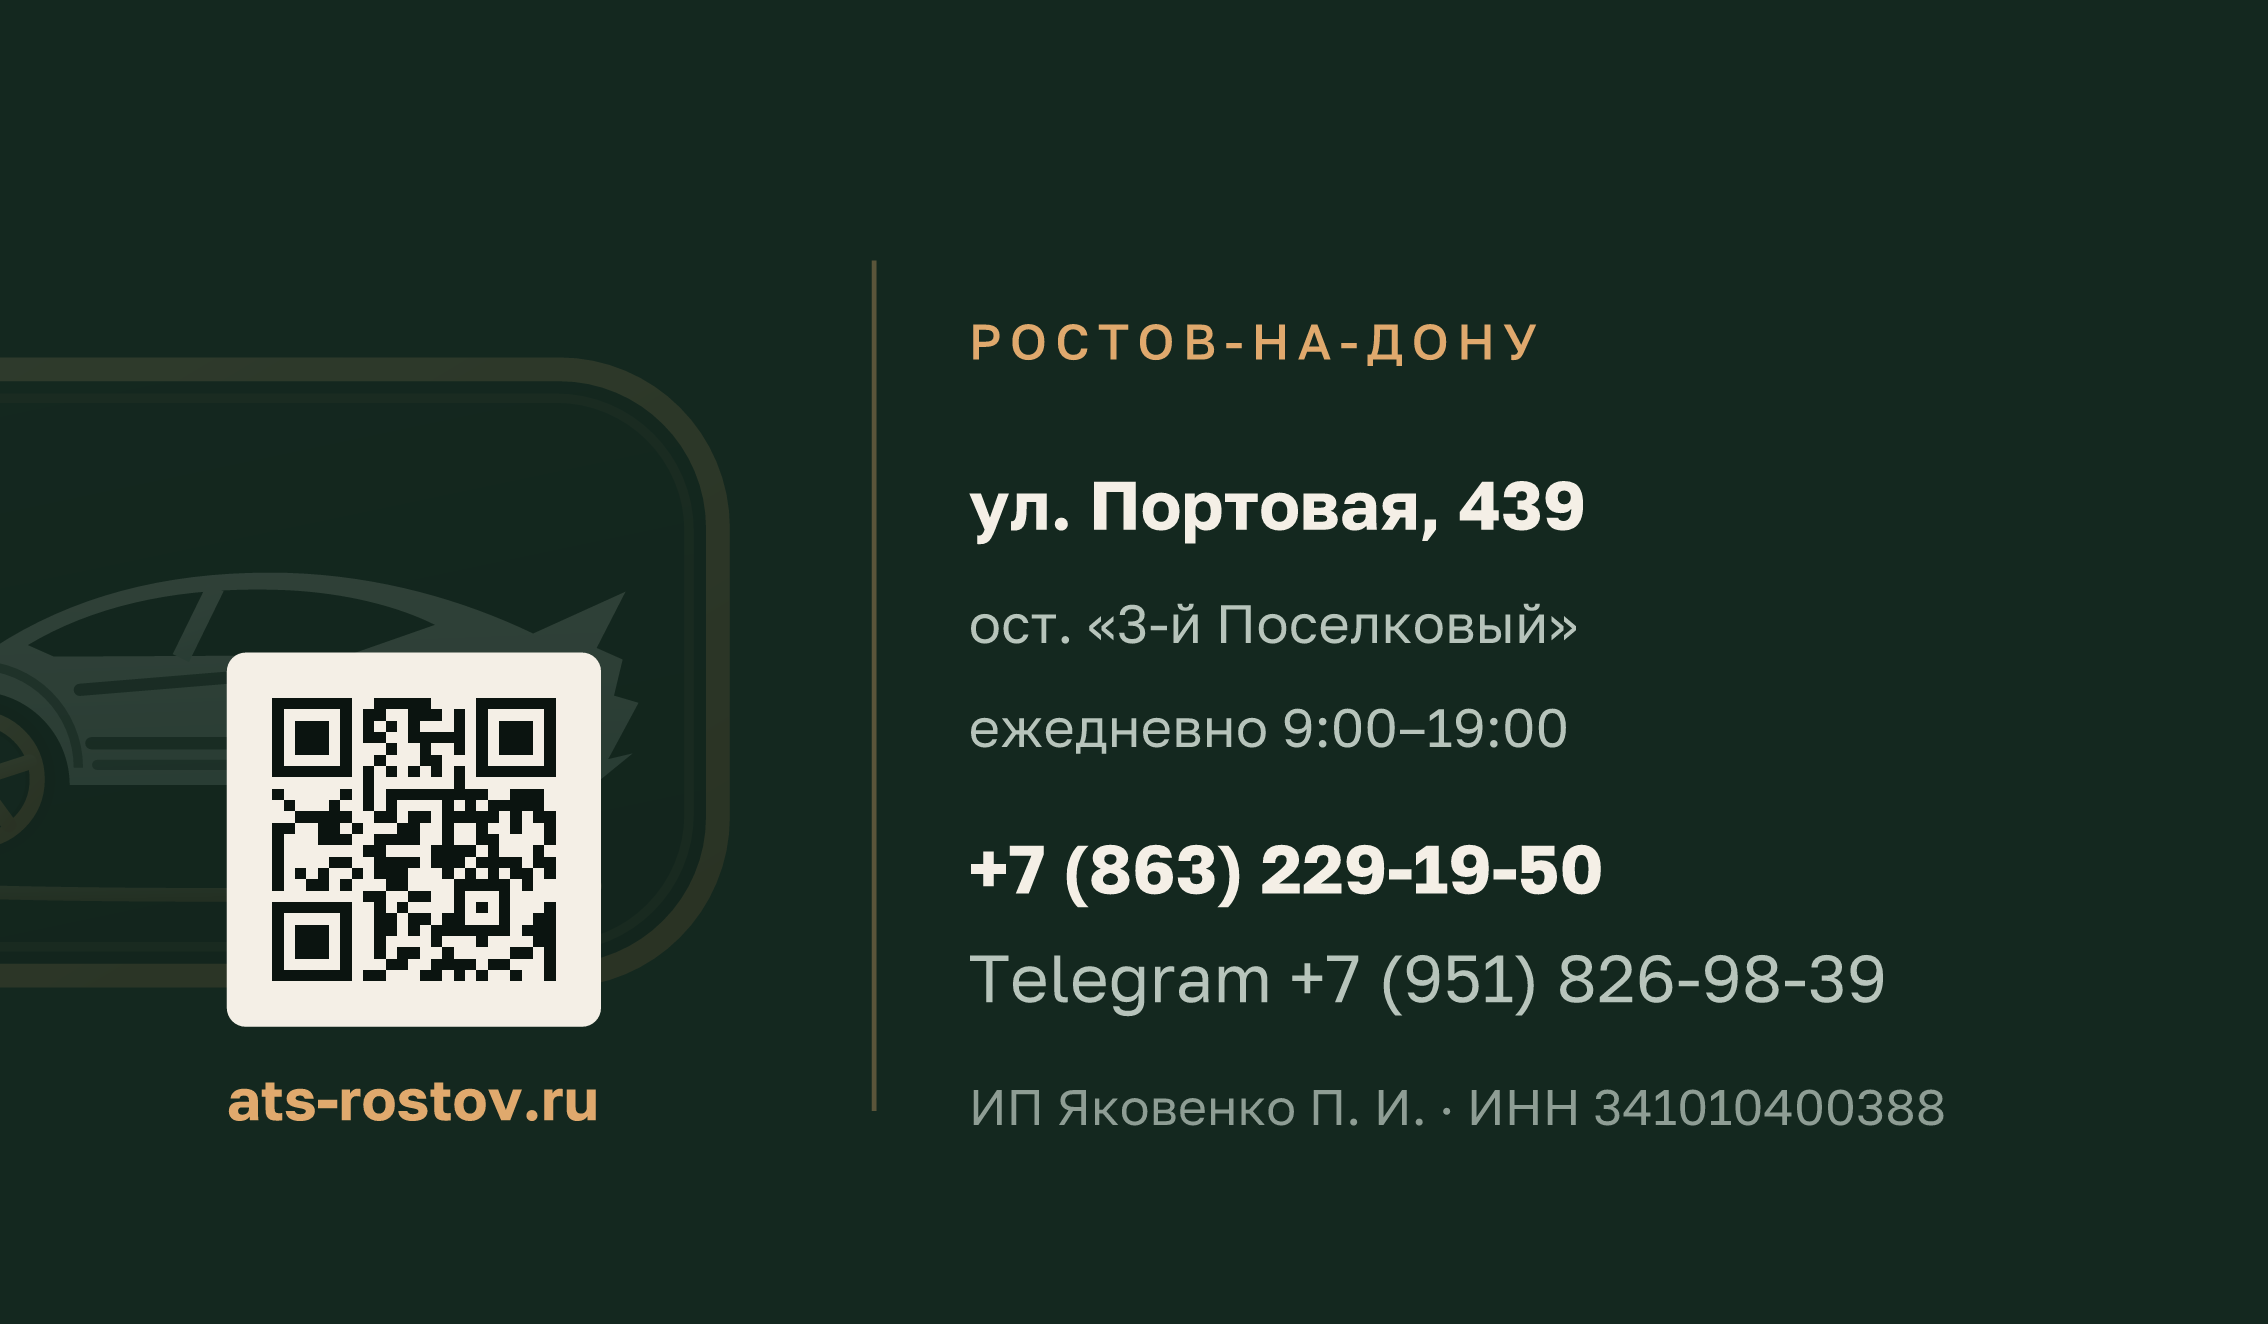 РОСТОВ-НА-ДОНУ
ул. Портовая, 439
ост. «3-й Поселковый»
ежедневно 9:00–19:00
+7 (863) 229-19-50
Telegram +7 (951) 826-98-39
ИП Яковенко П. И. · ИНН 341010400388
ats-rostov.ru